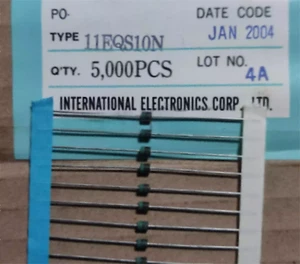 PO-
DATE CODE
TYPE 11EQS10N
JAN 2004
Q'TY. 5,000PCS
LOT NO.
4A
INTERNATIONAL ELECTRONICS CORP., LTD.